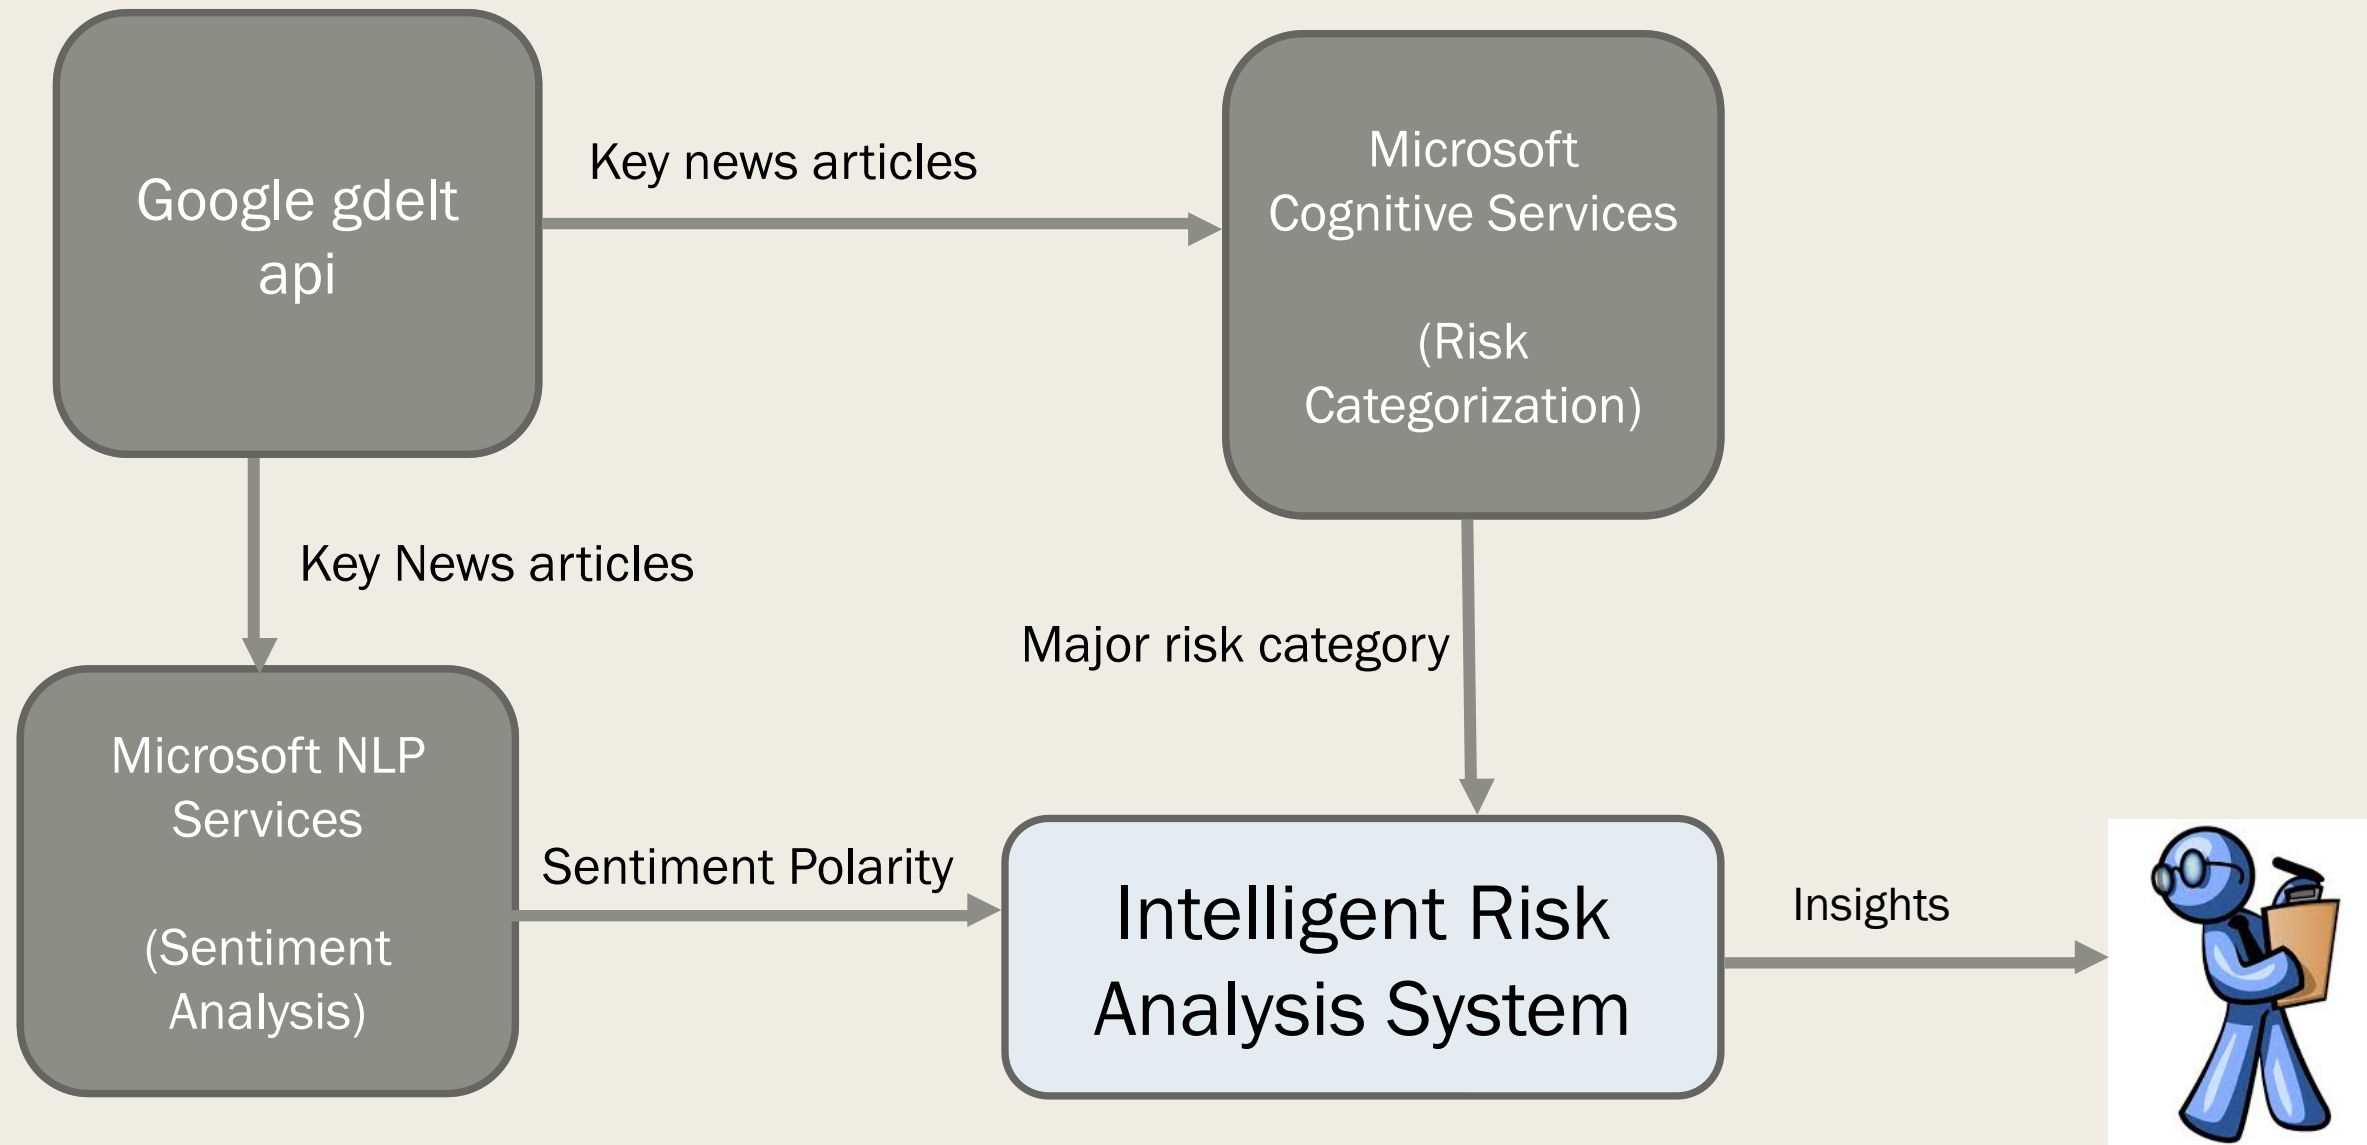 Google gdelt
api
Key news articles
Microsoft
Cognitive Services
(Risk
Categorization)
Key News articles
Major risk category
Microsoft NLP
Services
(Sentiment
Analysis)
Sentiment Polarity
Intelligent Risk
Analysis System
Insights